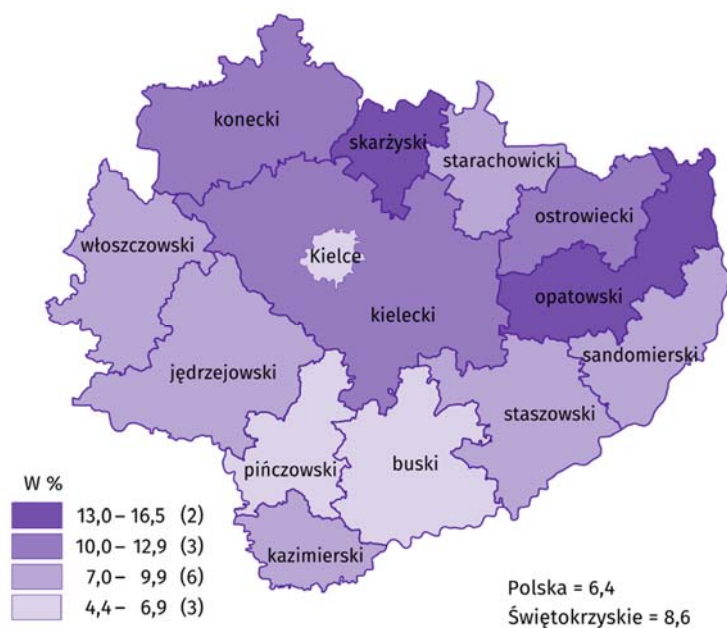 konecki
skarżyski
starachowicki
ostrowiecki
włoszczowski
Kielce
opatowski
kielecki
sandomierski
jędrzejowski
staszowski
pińczowski
buski
kazimierski
W %
13,0 – 16,5 (2)
10,0 – 12,9 (3)
7,0 – 9,9 (6)
4,4 – 6,9 (3)
Polska = 6,4
Świętokrzyskie = 8,6